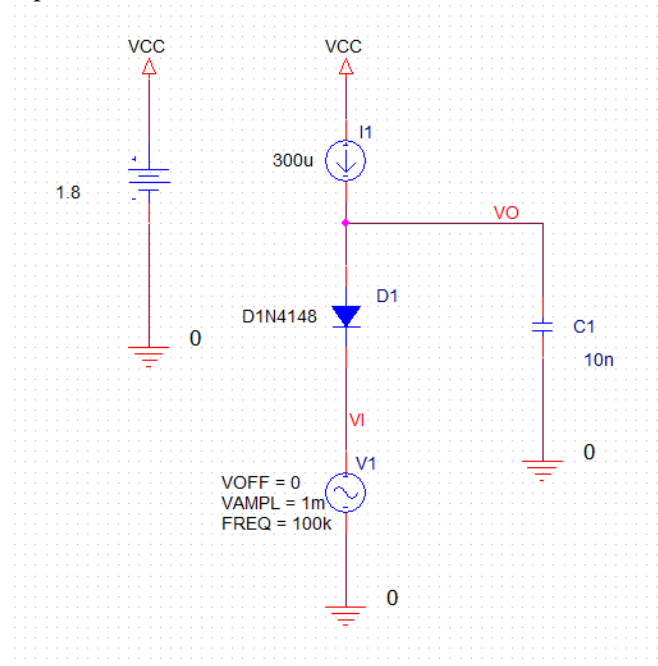 VCC
VCC
I1
300u
1.8
VO
D1
D1N4148
C1
10n
0
VI
V1
0
VOFF = 0
VAMPL = 1m
FREQ = 100k
0